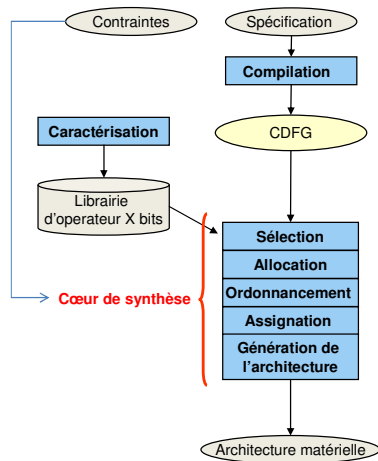 Contraintes
Spécification
Compilation
Caractérisation
CDFG
Librairie
d'operateur X bits
Sélection
Allocation
Cœur de synthèse
Ordonnancement
Assignation
Génération de
l'architecture
Architecture matérielle